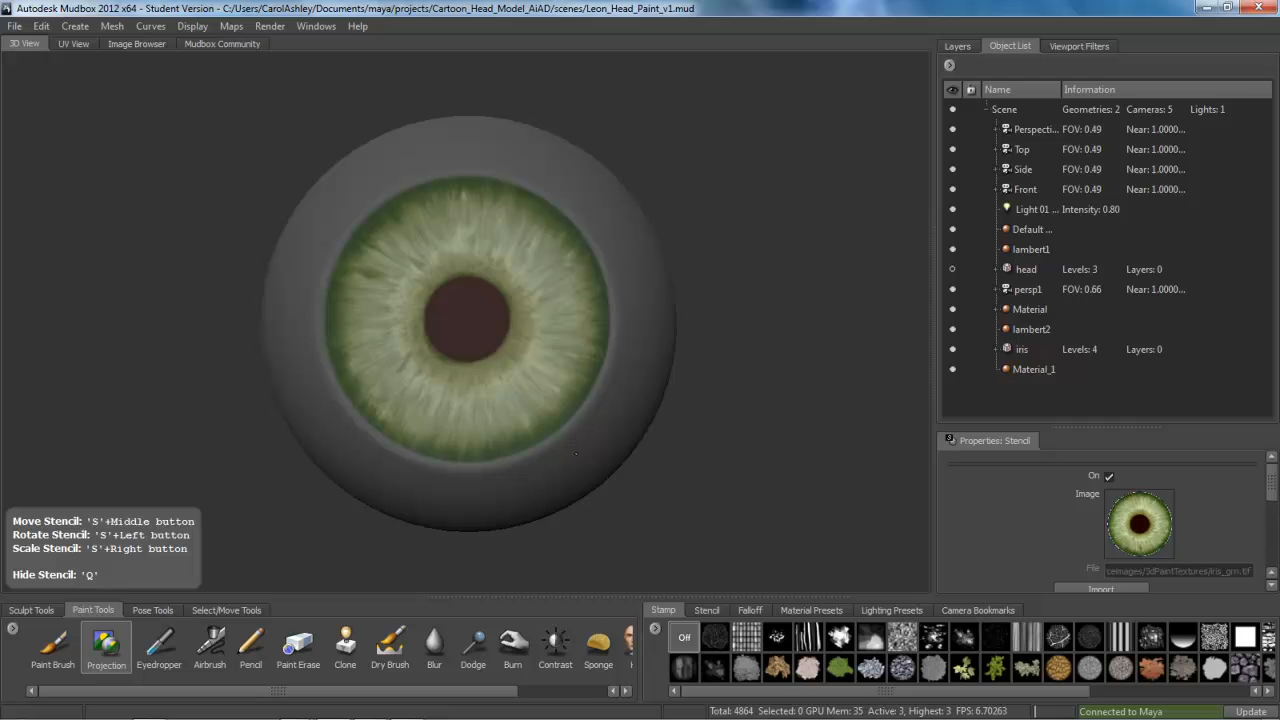 Autodesk Mudbox 2012 x64 - Student Version - C:/Users/CarolAshley/Documents/maya/projects/Cartoon_Head_Model_AiAD/scenes/Leon_Head_Paint_v1.mud
File Edit Create Mesh Curves Display Maps Render Windows Help
3D View UV View Image Browser Mudbox Community
Layers Object List Viewport Filters
Name Information
Scene Geometries: 2 Cameras: 5 Lights: 1
Perspecti... FOV: 0.49 Near: 1.0000...
Top FOV: 0.49 Near: 1.0000...
Side FOV: 0.49 Near: 1.0000...
Front FOV: 0.49 Near: 1.0000...
Light 01 ... Intensity: 0.80
Default ...
lambert1
head Levels: 3 Layers: 0
persp1 FOV: 0.66 Near: 1.0000...
Material
lambert2
iris Levels: 4 Layers: 0
Material_1
Properties: Stencil
On
Image
File ceimages/3dPaintTextures/Iris_grn.tif
Import
Move Stencil: 'S'+Middle button
Rotate Stencil: 'S'+Left button
Scale Stencil: 'S'+Right button
Hide Stencil: 'Q'
Sculpt Tools Paint Tools Pose Tools Select/Move Tools
Paint Brush Projection Eyedropper Airbrush Pencil Paint Erase Clone Dry Brush Blur Dodge Burn Contrast Sponge
Stamp Stencil Falloff Material Presets Lighting Presets Camera Bookmarks
Off
Total: 4864 Selected: 0 GPU Mem: 35 Active: 3, Highest: 3 FPS: 6.70263
Connected to Maya Update